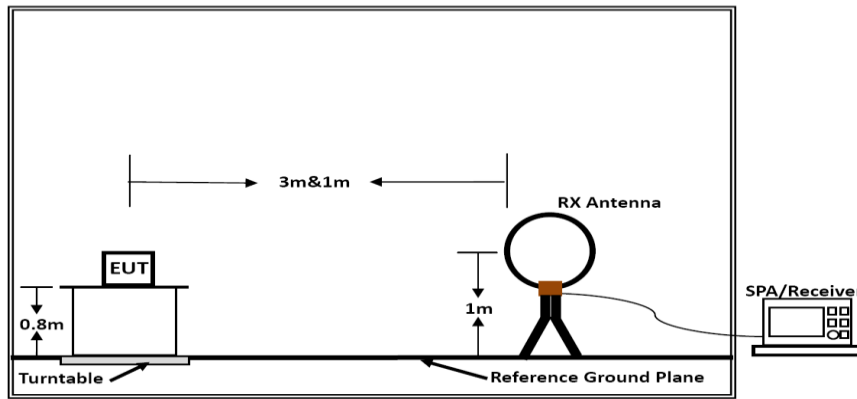 3m&1m
RX Antenna
EUT
0.8m
1m
SPA/Receiver
Turntable
Reference Ground Plane